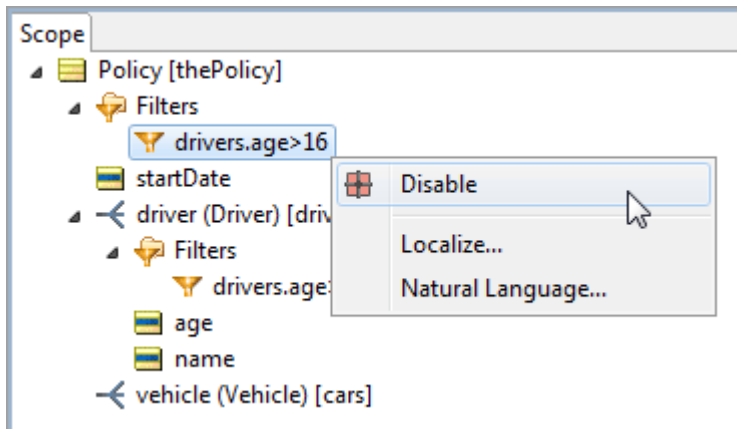 Scope
Policy [thePolicy]
Filters
drivers.age>16
startDate
Disable
driver (Driver) [driv
Localize...
Filters
drivers.age>
Natural Language...
age
name
vehicle (Vehicle) [cars]